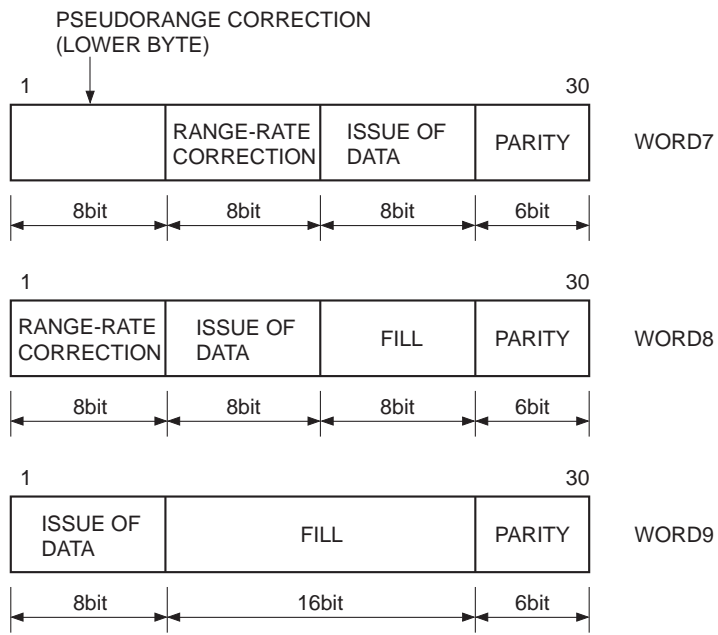 PSEUDORANGE CORRECTION
(LOWER BYTE)
1 30
RANGE-RATE CORRECTION ISSUE OF DATA PARITY WORD7
8bit 8bit 8bit 6bit
1 30
RANGE-RATE CORRECTION ISSUE OF DATA FILL PARITY WORD8
8bit 8bit 8bit 6bit
1 30
ISSUE OF DATA FILL PARITY WORD9
8bit 16bit 6bit